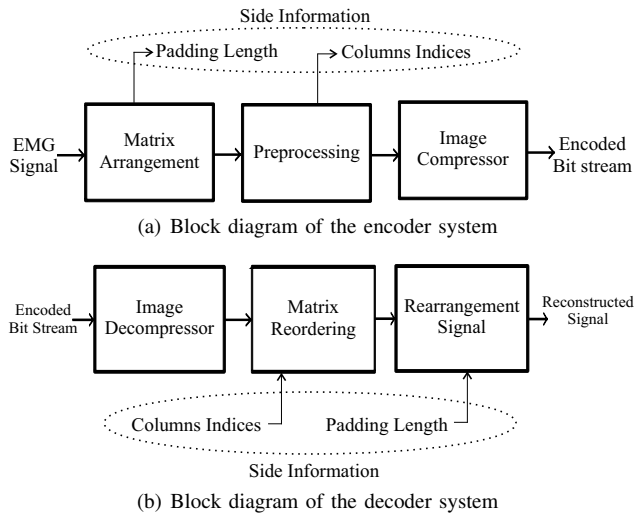 Side Information
Padding Length
Columns Indices
EMG
Signal
Matrix
Arrangement
Preprocessing
Image
Compressor
Encoded
Bit stream
(a) Block diagram of the encoder system
Encoded
Bit Stream
Image
Decompressor
Matrix
Reordering
Rearrangement
Signal
Reconstructed
Signal
Columns Indices
Padding Length
Side Information
(b) Block diagram of the decoder system